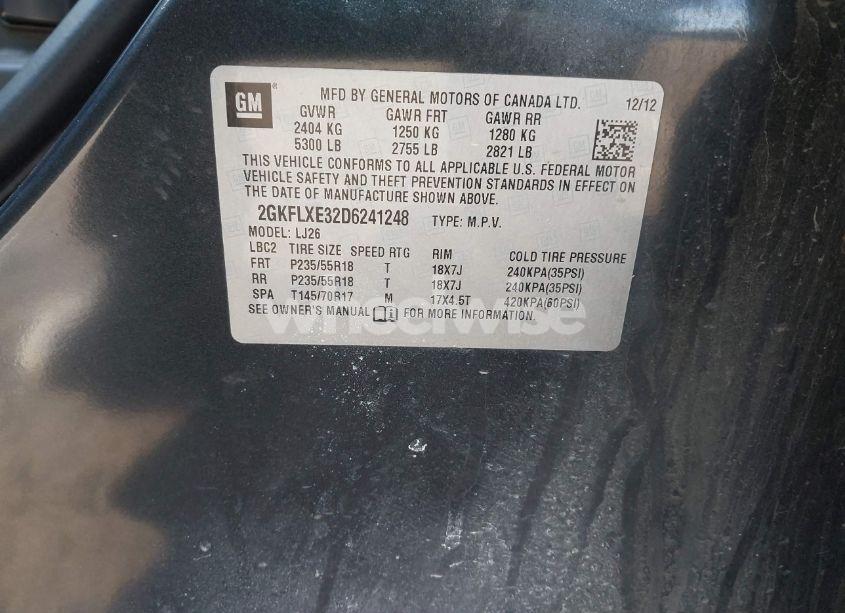 GM ®
MFD BY GENERAL MOTORS OF CANADA LTD. 12/12
GVWR GAWR FRT GAWR RR
2404 KG 1250 KG 1280 KG
5300 LB 2755 LB 2821 LB
THIS VEHICLE CONFORMS TO ALL APPLICABLE U.S. FEDERAL MOTOR
VEHICLE SAFETY AND THEFT PREVENTION STANDARDS IN EFFECT ON
THE DATE OF MANUFACTURE SHOWN ABOVE.
2GKFLXE32D6241248 TYPE: M.P.V.
MODEL: LJ26
LBC2 TIRE SIZE SPEED RTG RIM COLD TIRE PRESSURE
FRT P235/55R18 T 18X7J 240KPA(35PSI)
RR P235/55R18 T 18X7J 240KPA(35PSI)
SPA T145/70R17 M 17X4.5T 420KPA(60PSI)
SEE OWNER'S MANUAL FOR MORE INFORMATION.